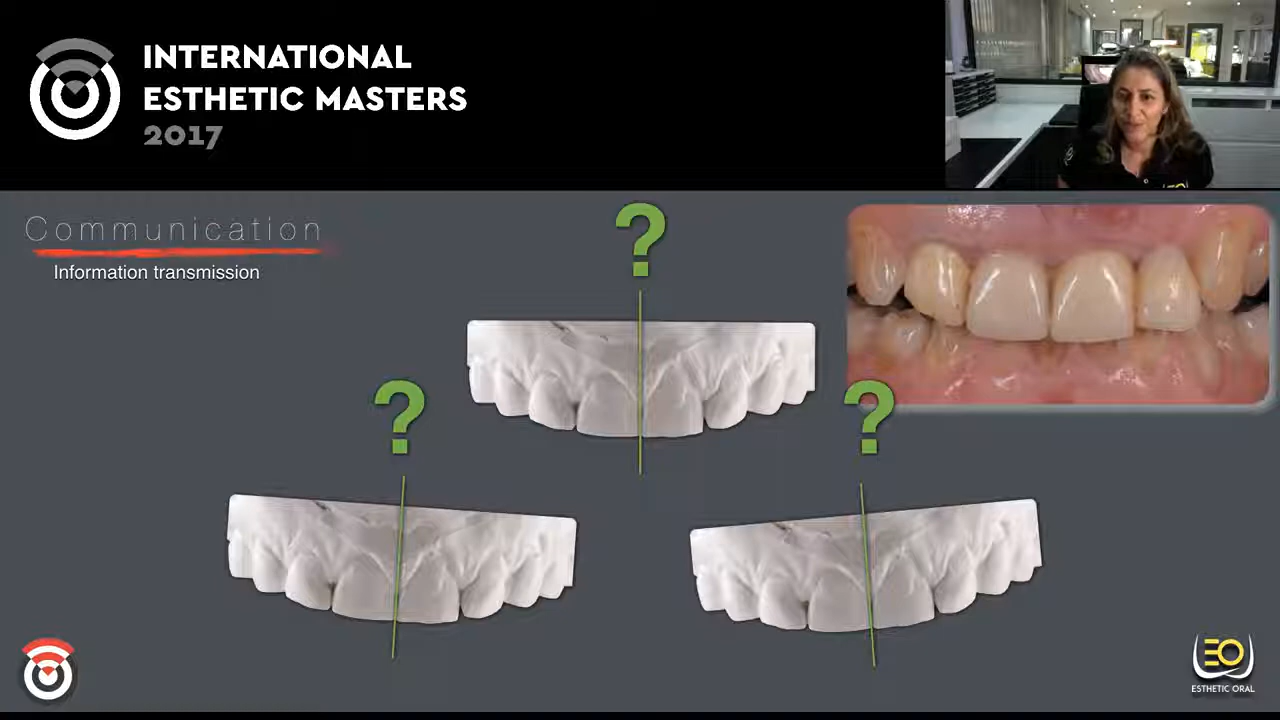 INTERNATIONAL
ESTHETIC MASTERS
2017
Communication
Information transmission
?
?
?
EO
ESTHETIC ORAL